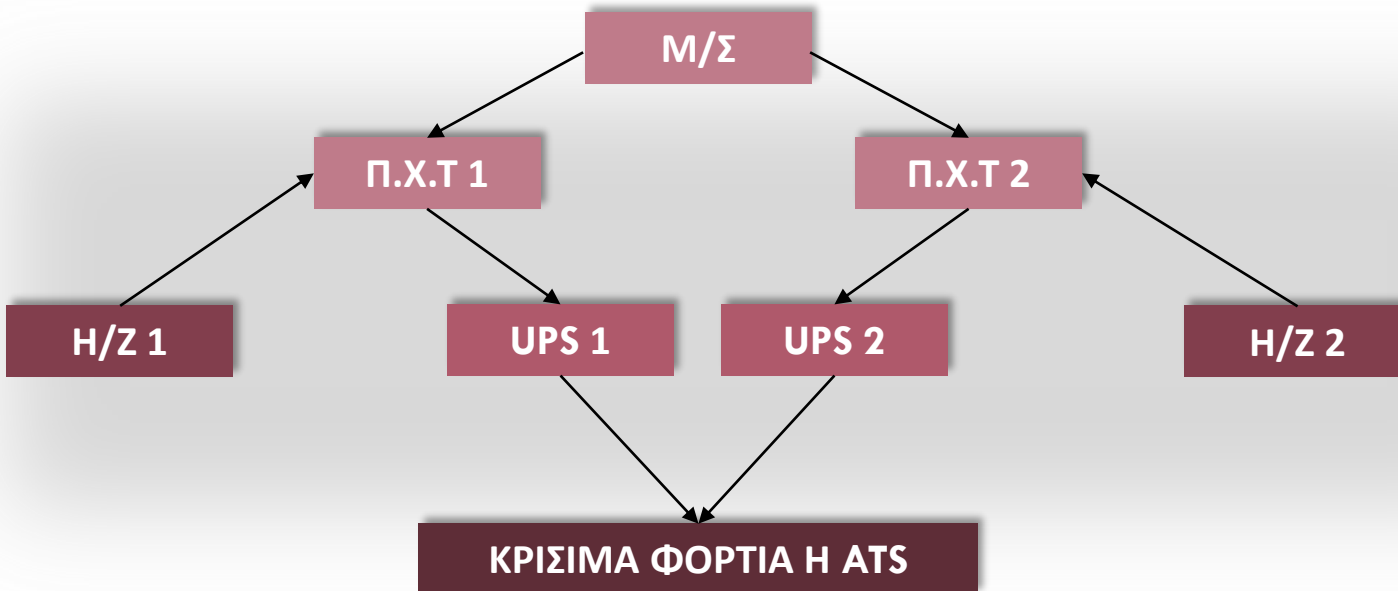 Μ/Σ
Π.Χ.Τ 1
Π.Χ.Τ 2
Η/Ζ 1
UPS 1
UPS 2
Η/Ζ 2
ΚΡΙΣΙΜΑ ΦΟΡΤΙΑ Η ATS